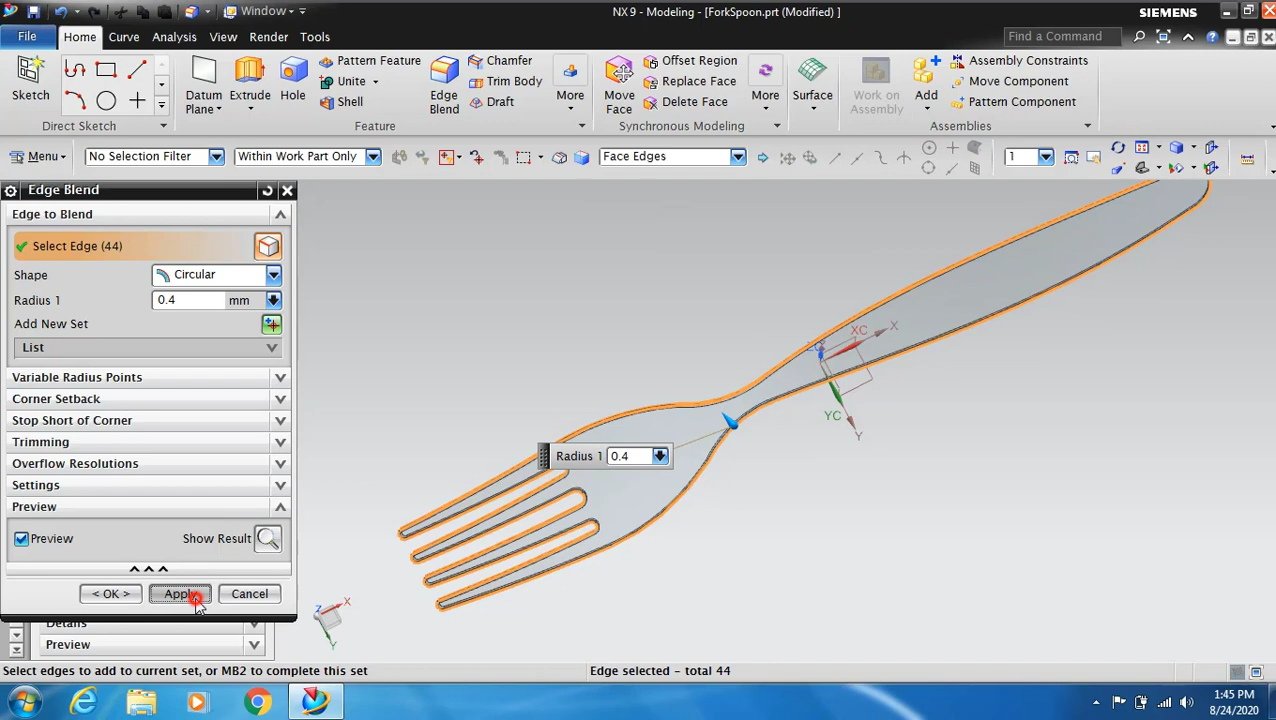 Window
NX 9 - Modeling - [ForkSpoon.prt (Modified) ]
SIEMENS
File
Home
Curve
Analysis
View
Render
Tools
Find a Command
Sketch
Direct Sketch
Datum
Plane
Extrude
Hole
Pattern Feature
Unite
Shell
Edge
Blend
Chamfer
Trim Body
Draft
More
Feature
Move
Face
Offset Region
Replace Face
Delete Face
More
Synchronous Modeling
Surface
Work on
Assembly
Add
Assembly Constraints
Move Component
Pattern Component
Assemblies
Menu
No Selection Filter
Within Work Part Only
Face Edges
1
Edge Blend
Edge to Blend
Select Edge (44)
Shape
Circular
Radius 1
0.4
mm
Add New Set
List
Variable Radius Points
Corner Setback
Stop Short of Corner
Trimming
Overflow Resolutions
Settings
Preview
Preview
Show Result
< OK >
Apply
Cancel
Details
Preview
XC
X
YC
Y
Radius 1
0.4
Z
X
Y
Select edges to add to current set, or MB2 to complete this set
Edge selected - total 44
1:45 PM
8/24/2020